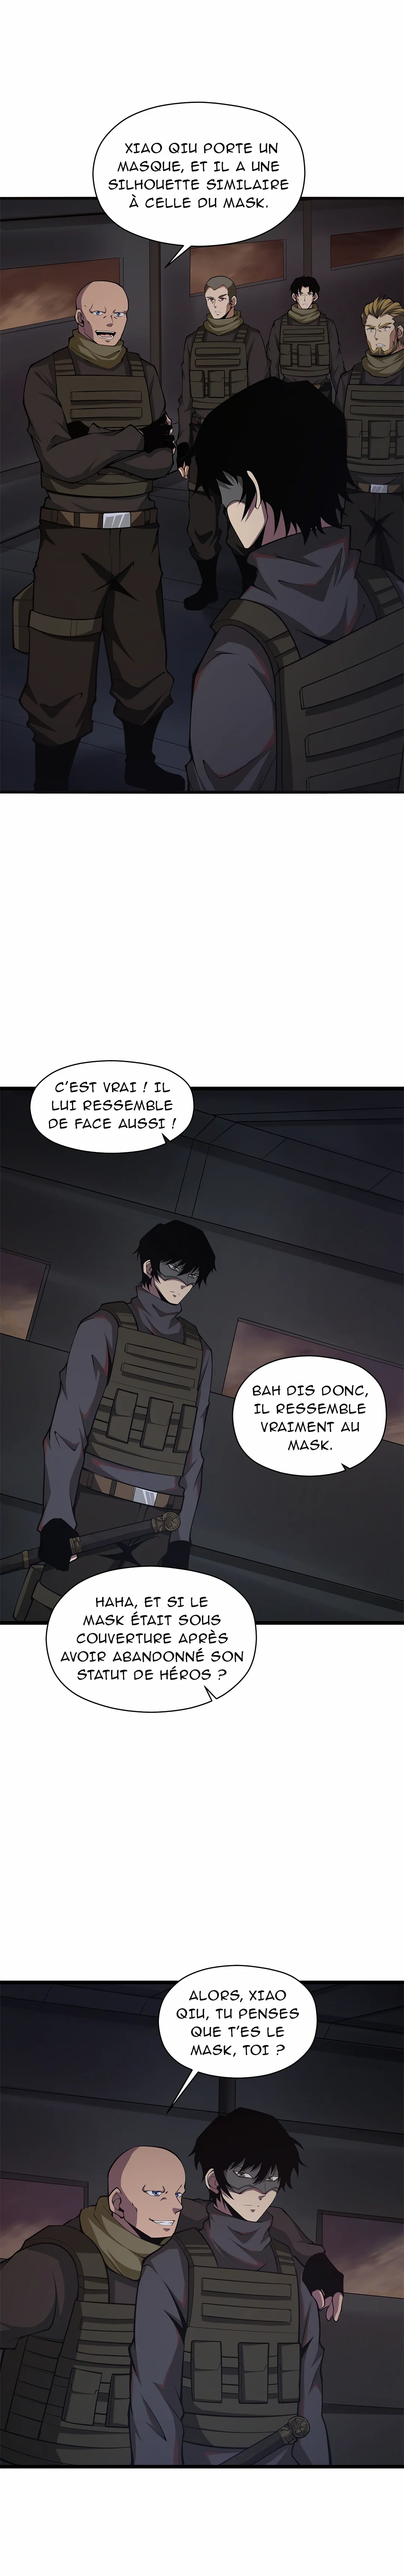 XIAO QIU PORTE UN
MASQUE, ET IL A UNE
SILHOUETTE SIMILAIRE
À CELLE DU MASK.
C'EST VRAI ! IL
LUI RESSEMBLE
DE FACE AUSSI !
BAH DIS DONC,
IL RESSEMBLE
VRAIMENT AU
MASK.
HAHA, ET SI LE
MASK ÉTAIT SOUS
COUVERTURE APRÈS
AVOIR ABANDONNÉ SON
STATUT DE HÉROS ?
ALORS, XIAO
QIU, TU PENSES
QUE T'ES LE
MASK, TOI ?